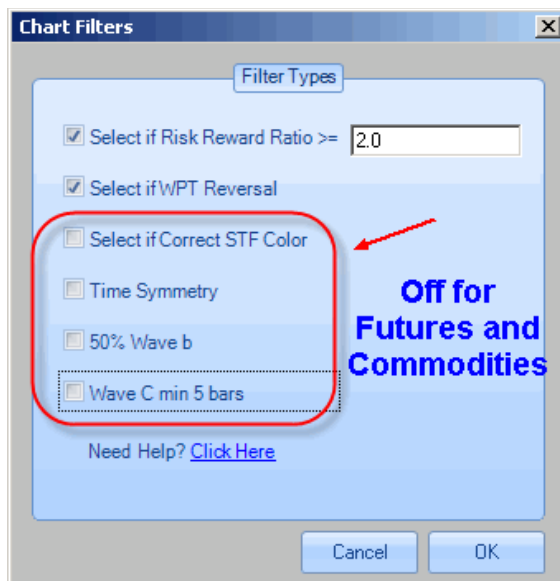 Chart Filters
Filter Types
Select if Risk Reward Ratio >= 2.0
Select if WPT Reversal
Select if Correct STF Color
Time Symmetry
50% Wave b
Wave C min 5 bars
Off for
Futures and
Commodities
Need Help? Click Here
Cancel OK